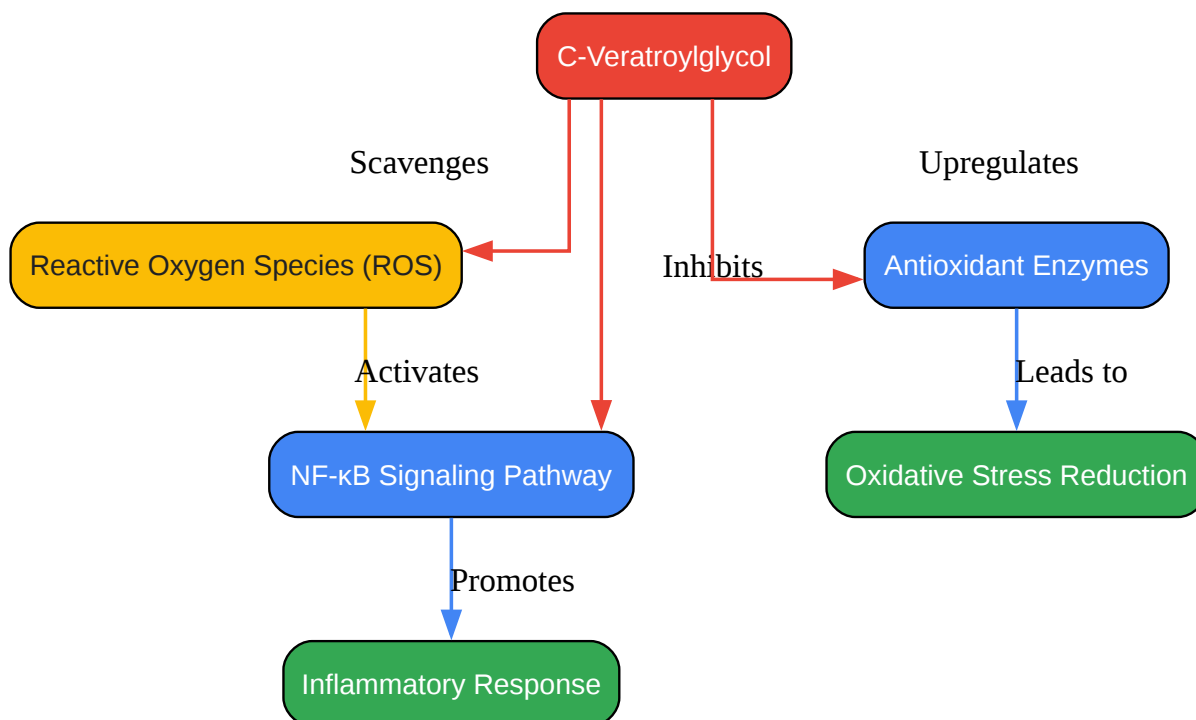 C-Veratroylglycol
Scavenges
Upregulates
Reactive Oxygen Species (ROS)
Inhibits
Antioxidant Enzymes
Activates
Leads to
NF-κB Signaling Pathway
Oxidative Stress Reduction
Promotes
Inflammatory Response